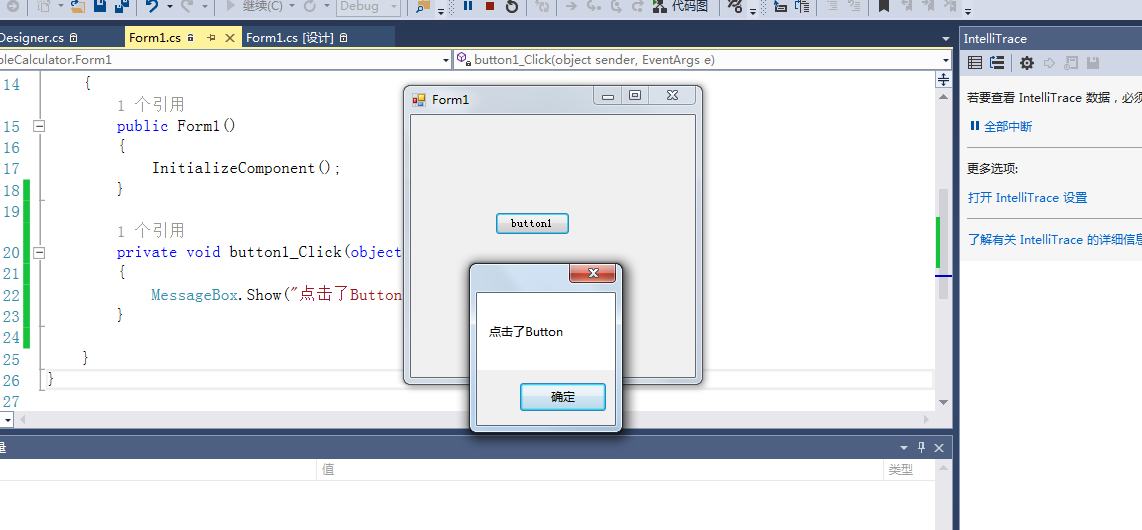 继续(C)
Debug
代码图
Designer.cs
Form1.cs
Form1.cs [设计]
IntelliTrace
leCalculator.Form1
button1_Click(object sender, EventArgs e)
14 {
1 个引用
15 public Form1()
16 {
17 InitializeComponent();
18 }
19
1 个引用
20 private void button1_Click(object
21 {
22 MessageBox.Show("点击了Button
23 }
24
25 }
26 }
27
Form1
button1
点击了Button
确定
若要查看 IntelliTrace 数据，必须
全部中断
更多选项:
打开 IntelliTrace 设置
了解有关 IntelliTrace 的详细信息
值
类型